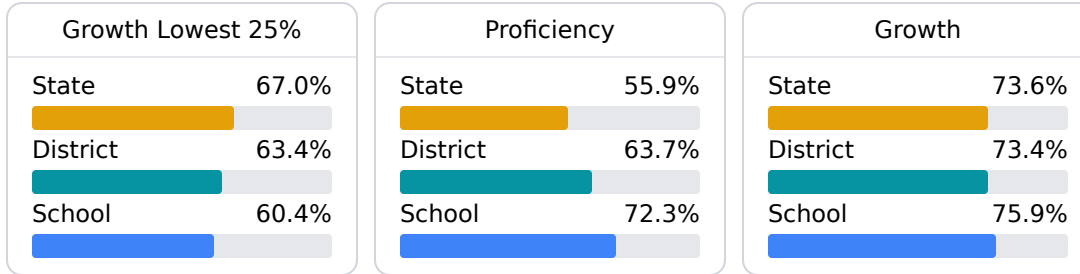 Growth Lowest 25%
State 67.0%
District 63.4%
School 60.4%
Proficiency
State 55.9%
District 63.7%
School 72.3%
Growth
State 73.6%
District 73.4%
School 75.9%